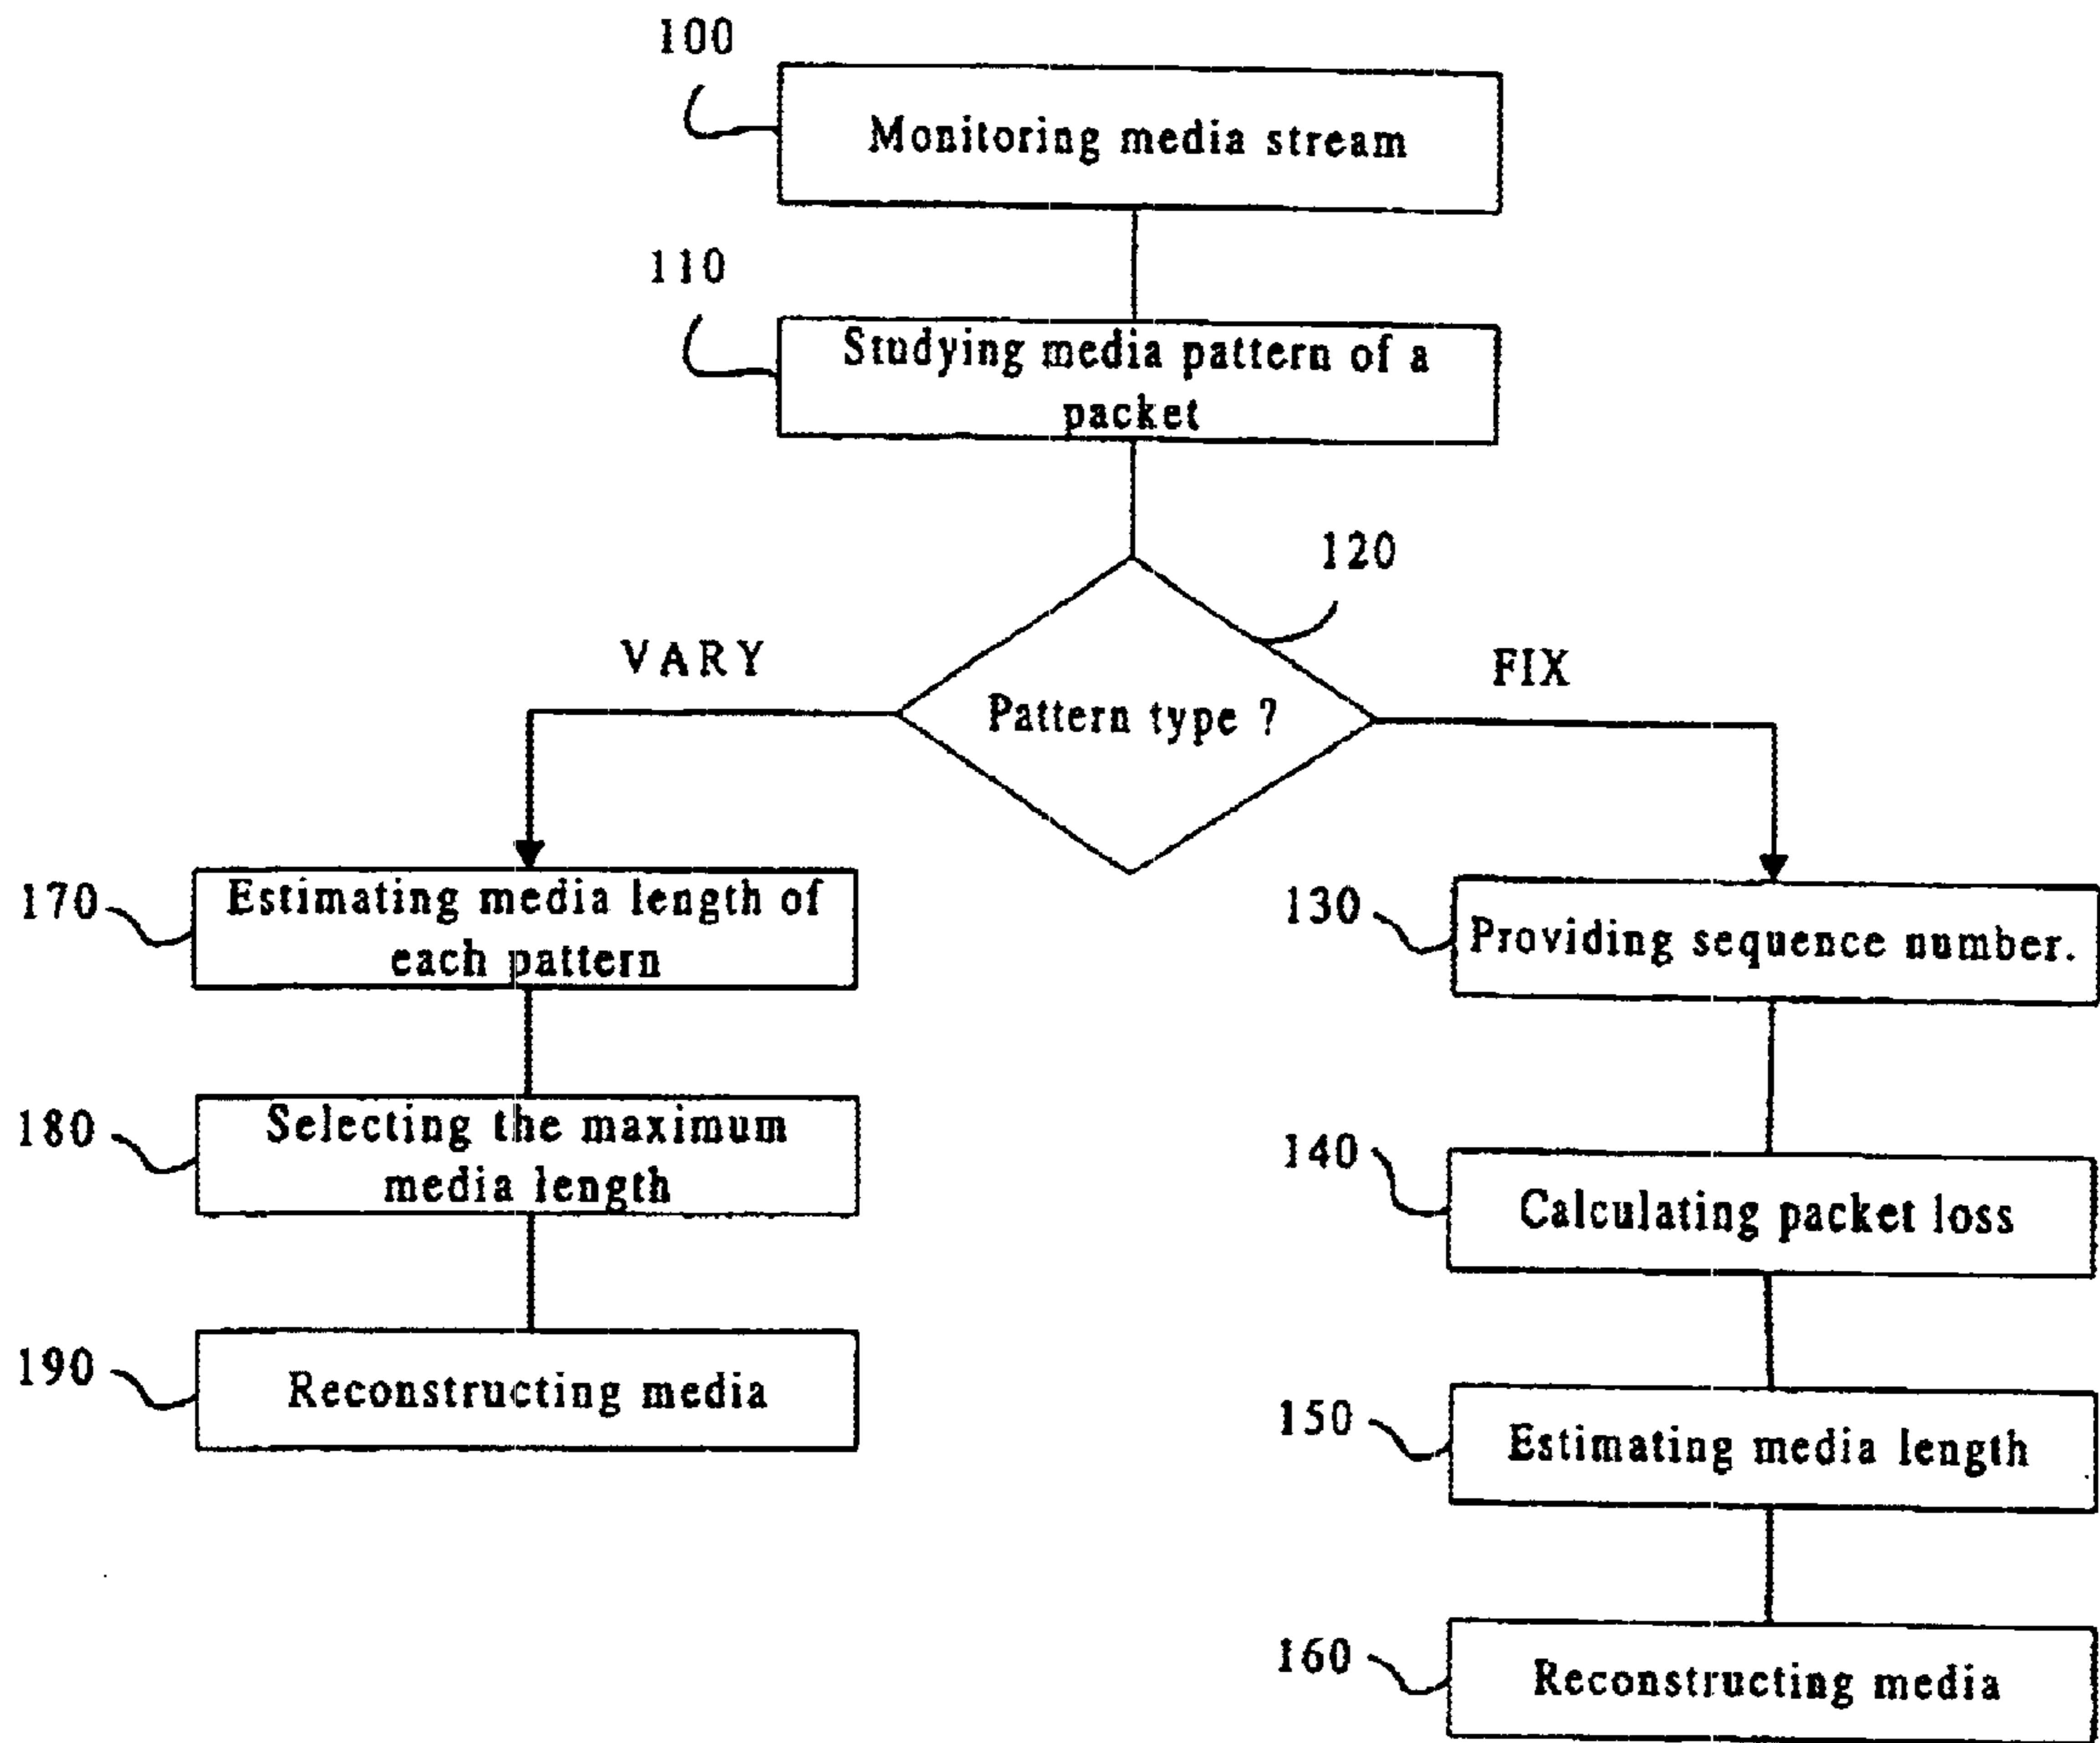 100
Monitoring media stream
110
Studying media pattern of a
packet
120
VARY
FIX
Pattern type ?
170
Estimating media length of
each pattern
130
Providing sequence number.
180
Selecting the maximum
media length
140
Calculating packet loss
190
Reconstructing media
150
Estimating media length
160
Reconstructing media